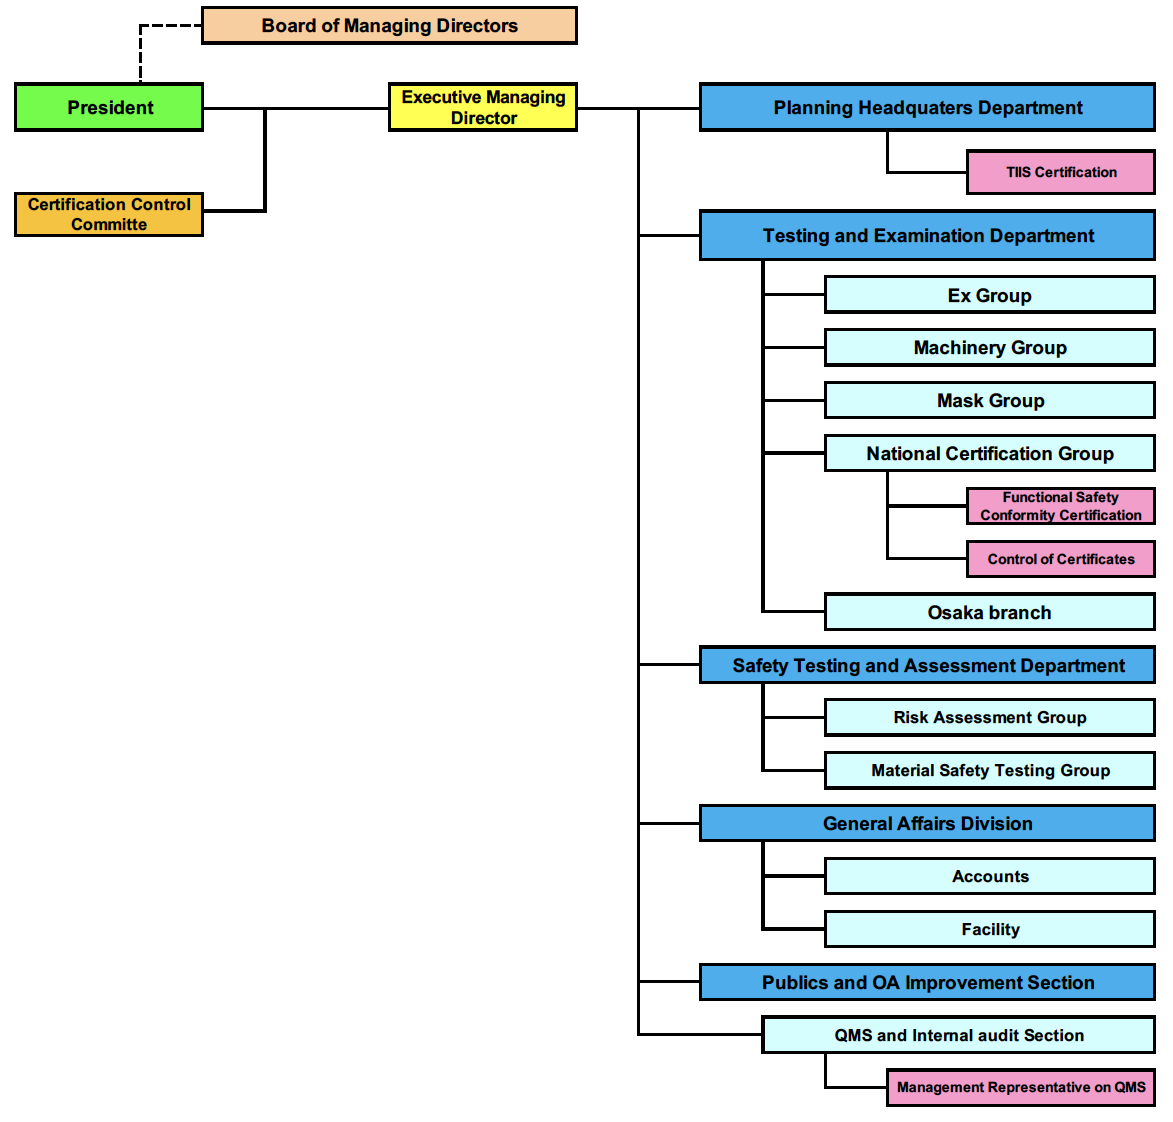 Board of Managing Directors
President
Executive Managing
Director
Planning Headquaters Department
TIIS Certification
Certification Control
Committe
Testing and Examination Department
Ex Group
Machinery Group
Mask Group
National Certification Group
Functional Safety
Conformity Certification
Control of Certificates
Osaka branch
Safety Testing and Assessment Department
Risk Assessment Group
Material Safety Testing Group
General Affairs Division
Accounts
Facility
Publics and OA Improvement Section
QMS and Internal audit Section
Management Representative on QMS